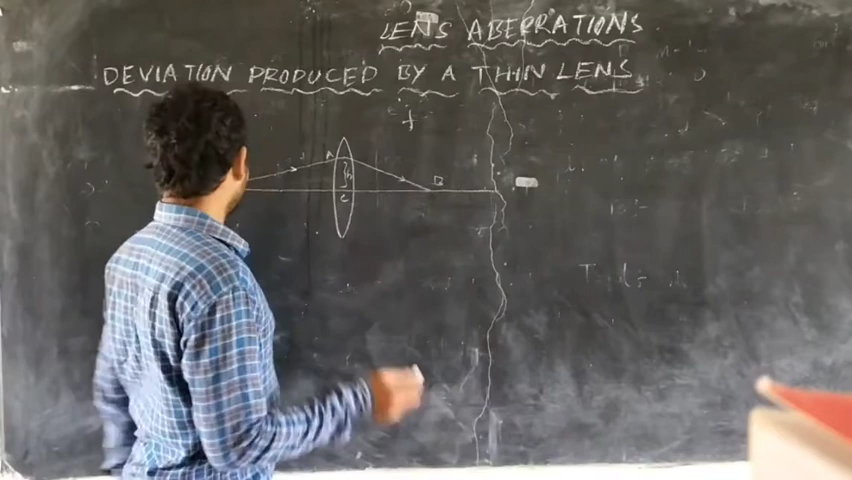 LENS ABERRATIONS
DEVIATION PRODUCED BY A THIN LENS
A
h
C